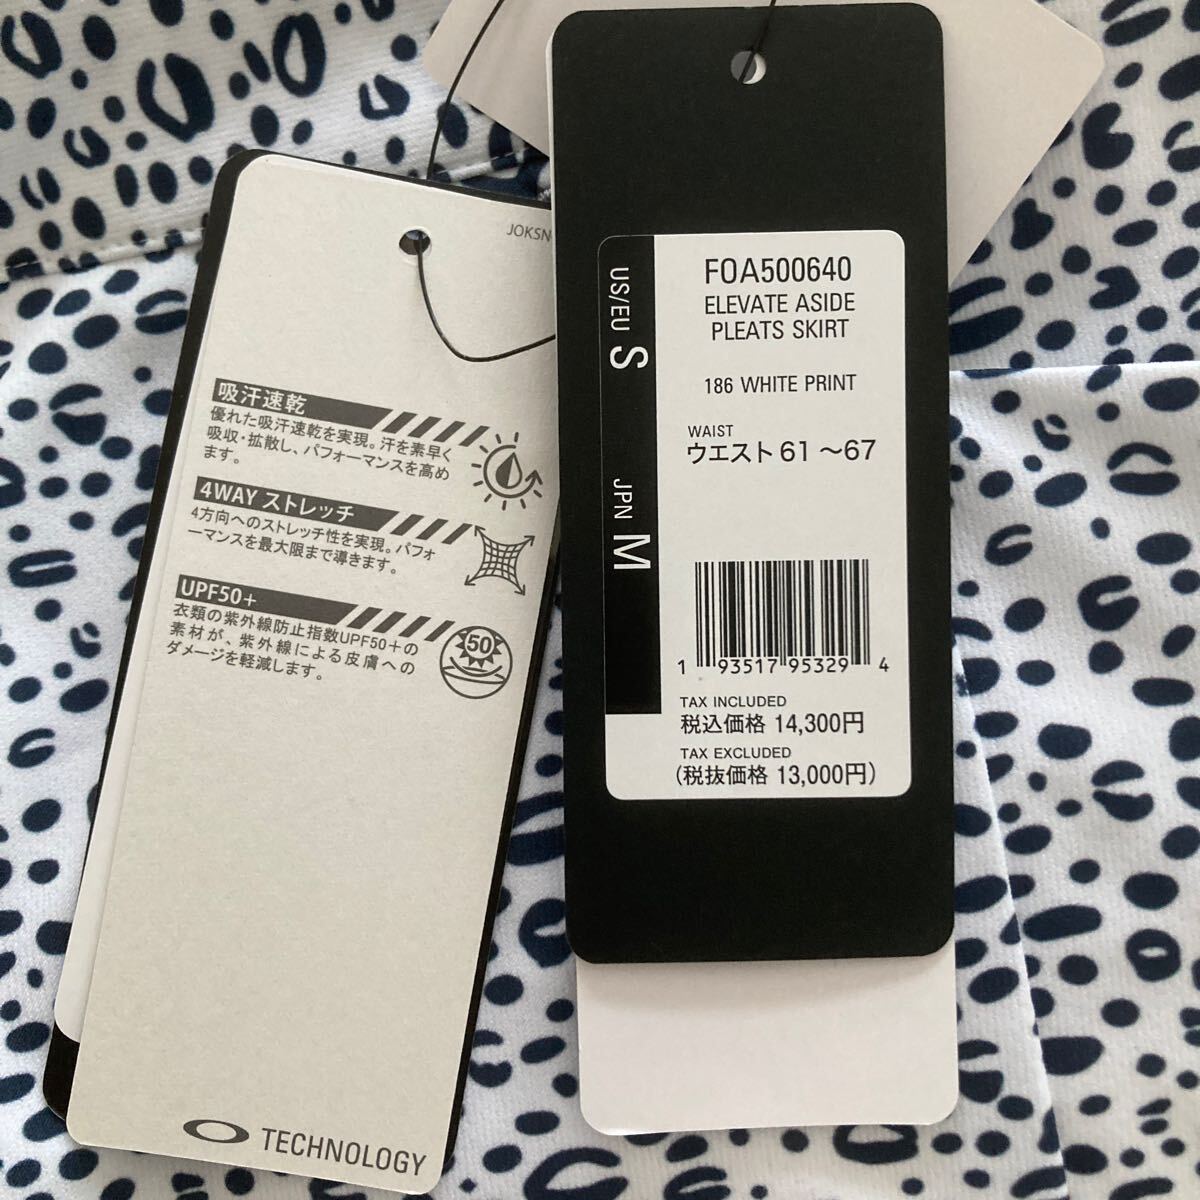 JOKSN
吸汗速乾
優れた吸汗速乾を実現。汗を素早く
吸収・拡散し、パフォーマンスを高め
ます。
4WAY ストレッチ
4方向へのストレッチ性を実現。パフォ
ーマンスを最大限まで導きます。
UPF50+
衣類の紫外線防止指数UPF50+の
素材が、紫外線による皮膚への
ダメージを軽減します。
50
TECHNOLOGY
US/EU S
JPN M
FOA500640
ELEVATE ASIDE
PLEATS SKIRT
186 WHITE PRINT
WAIST
ウエスト 61 〜67
1 93517 95329 4
TAX INCLUDED
税込価格 14,300円
TAX EXCLUDED
(税抜価格 13,000円)